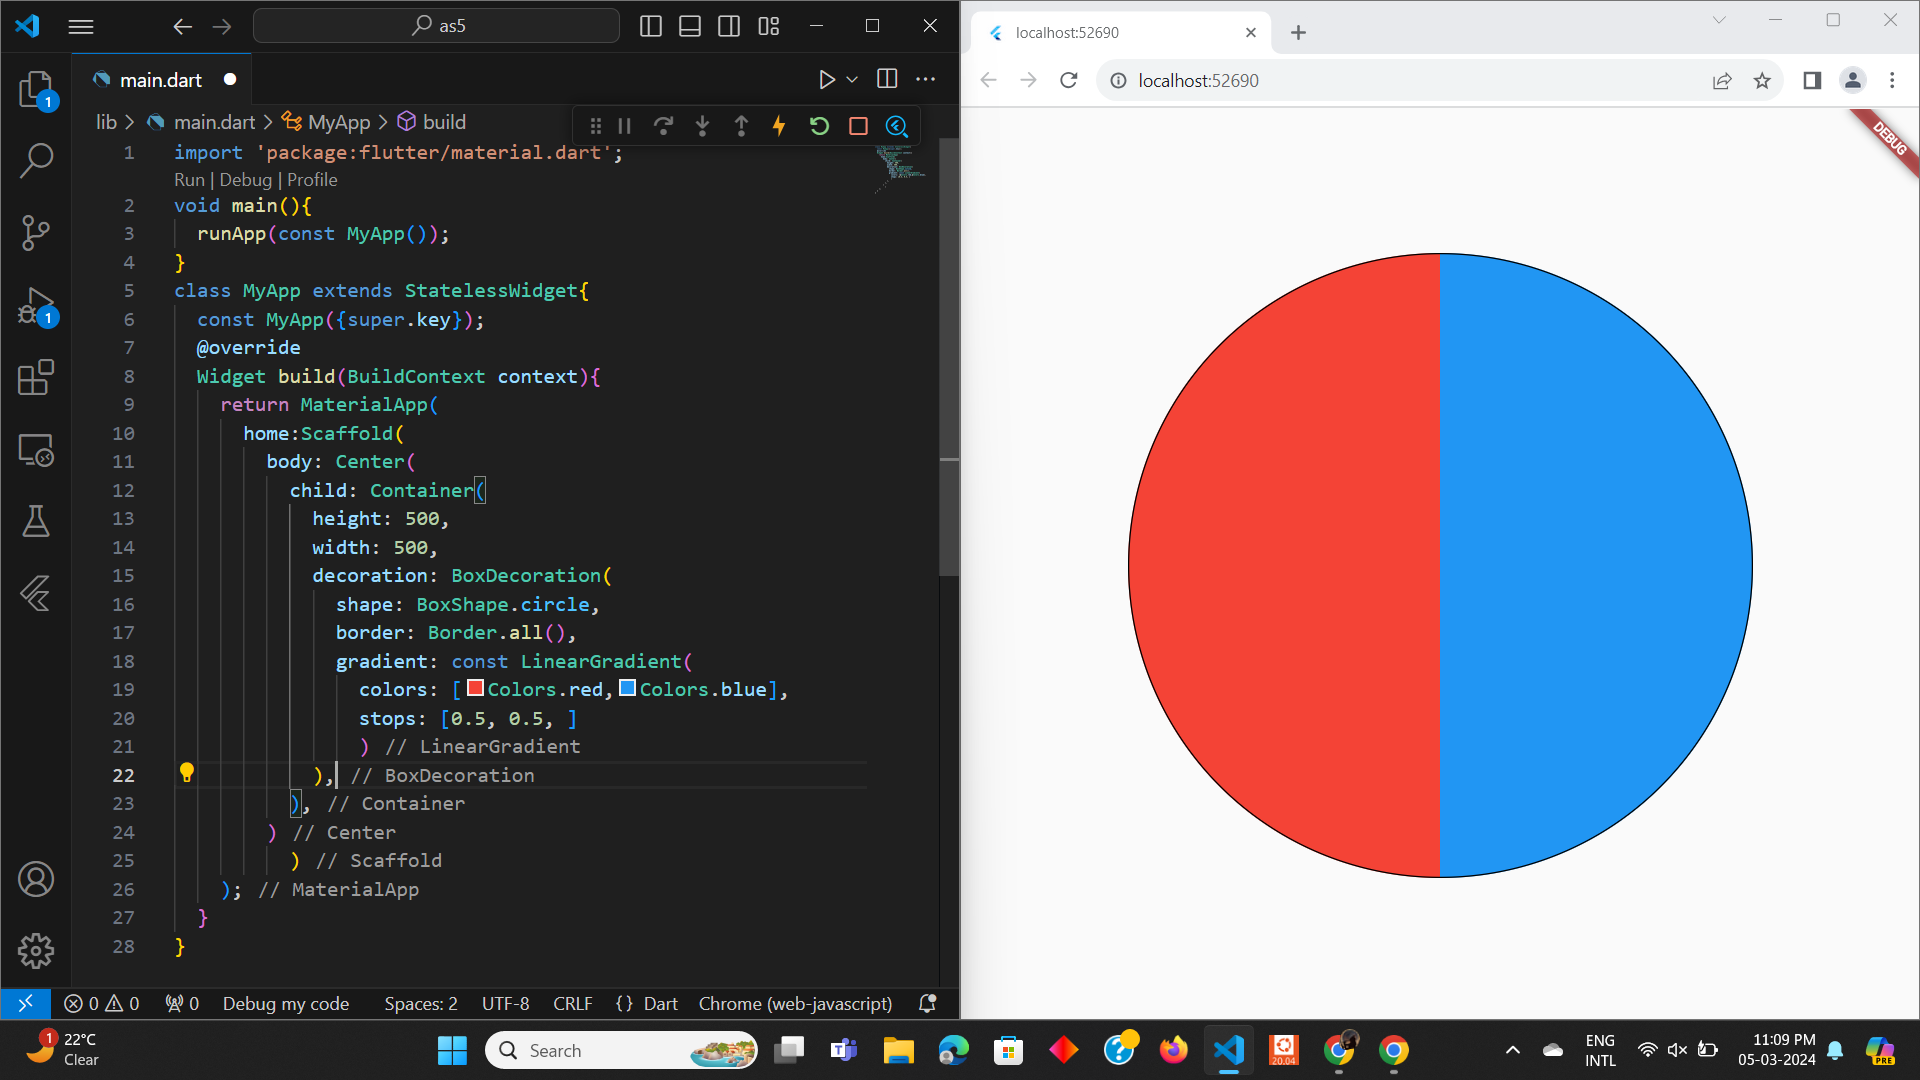 as5
main.dart
lib > main.dart > MyApp > build
1 import 'package:flutter/material.dart';
Run | Debug | Profile
2 void main(){
3 runApp(const MyApp());
4 }
5 class MyApp extends StatelessWidget{
6 const MyApp({super.key});
7 @override
8 Widget build(BuildContext context){
9 return MaterialApp(
10 home:Scaffold(
11 body: Center(
12 child: Container(
13 height: 500,
14 width: 500,
15 decoration: BoxDecoration(
16 shape: BoxShape.circle,
17 border: Border.all(),
18 gradient: const LinearGradient(
19 colors: [Colors.red,Colors.blue],
20 stops: [0.5, 0.5, ]
21 ) // LinearGradient
22 ), // BoxDecoration
23 ), // Container
24 ) // Center
25 ) // Scaffold
26 ); // MaterialApp
27 }
28 }
1
1
0 0 0 Debug my code Spaces: 2 UTF-8 CRLF {} Dart Chrome (web-javascript)
localhost:52690
localhost:52690
DEBUG
1
22°C
Clear
Search
20.04
ENG
INTL
11:09 PM
05-03-2024
PRE